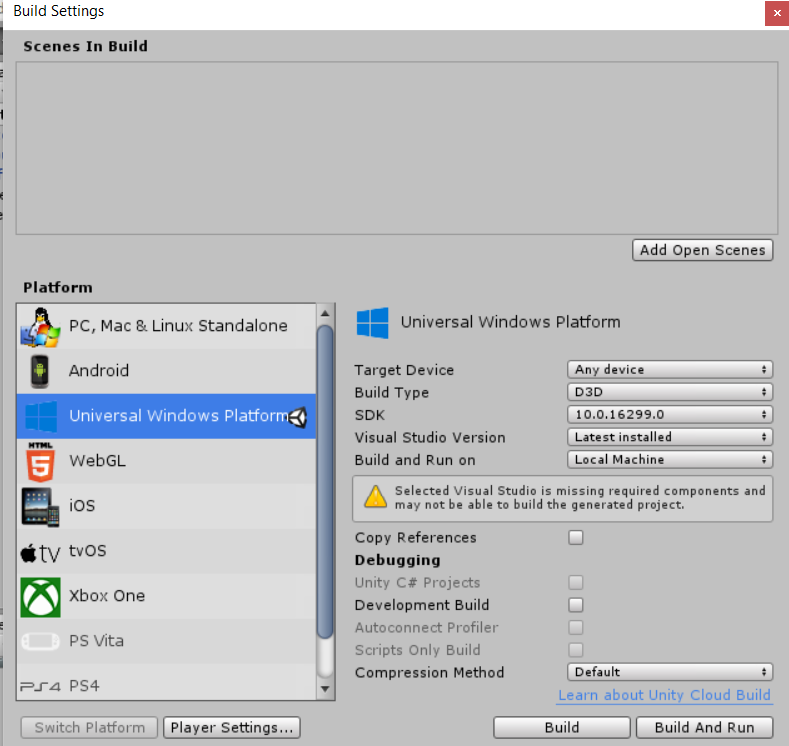 Build Settings
Scenes In Build
Add Open Scenes
Platform
PC, Mac & Linux Standalone
Android
Universal Windows Platform
HTML
5
WebGL
iOS
tv
tvOS
Xbox One
PS Vita
PS4
PS4
Universal Windows Platform
Target Device Any device
Build Type D3D
SDK 10.0.16299.0
Visual Studio Version Latest installed
Build and Run on Local Machine
Selected Visual Studio is missing required components and
may not be able to build the generated project.
Copy References
Debugging
Unity C# Projects
Development Build
Autoconnect Profiler
Scripts Only Build
Compression Method Default
Learn about Unity Cloud Build
Switch Platform Player Settings... Build Build And Run